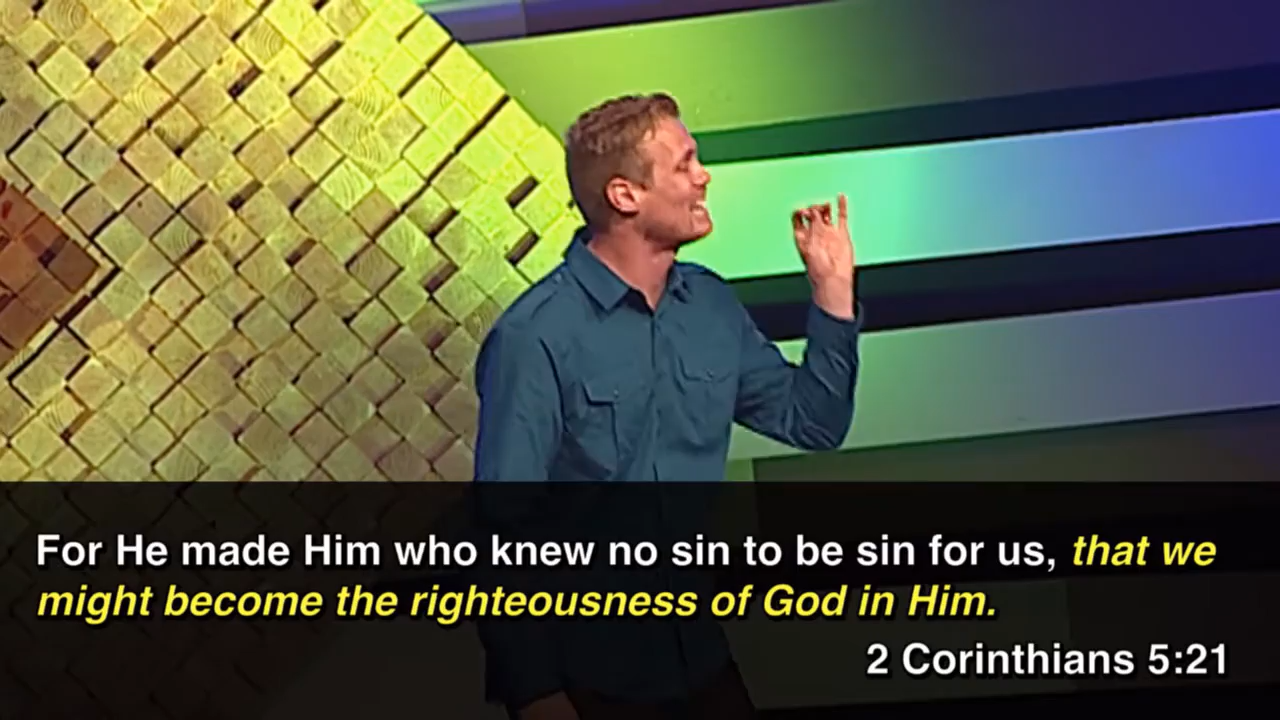 For He made Him who knew no sin to be sin for us, that we
might become the righteousness of God in Him.
2 Corinthians 5:21